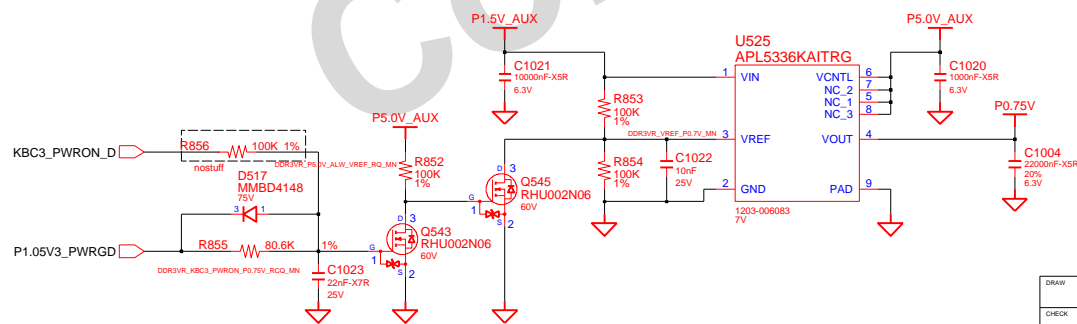 P1.5V_AUX
P5.0V_AUX
U525
APL5336KAITRG
C1021
10000nF-X5R
6.3V
1
VIN
VCNTL
6
NC_2
7
NC_1
5
NC_3
8
C1020
1000nF-X5R
6.3V
R853
100K
1%
P0.75V
P5.0V_AUX
DDR3VR_VREF_P0.7V_MN
3
VREF
VOUT
4
KBC3_PWRON_D
R856
100K
1%
nostuff
DDR3VR_P5.0V_ALW_VREF_RQ_MN
R852
100K
1%
D
3
Q545
RHU002N06
60V
G
1
S
2
R854
100K
1%
C1022
10nF
25V
2
GND
PAD
9
1203-006083
7V
C1004
22000nF-X5R
20%
6.3V
D517
MMBD4148
75V
3
1
D
3
Q543
RHU002N06
60V
G
1
S
2
P1.05V3_PWRGD
R855
80.6K
1%
DDR3VR_KBC3_PWRON_P0.75V_RCQ_MN
C1023
22nF-X7R
25V
DRAW
CHECK